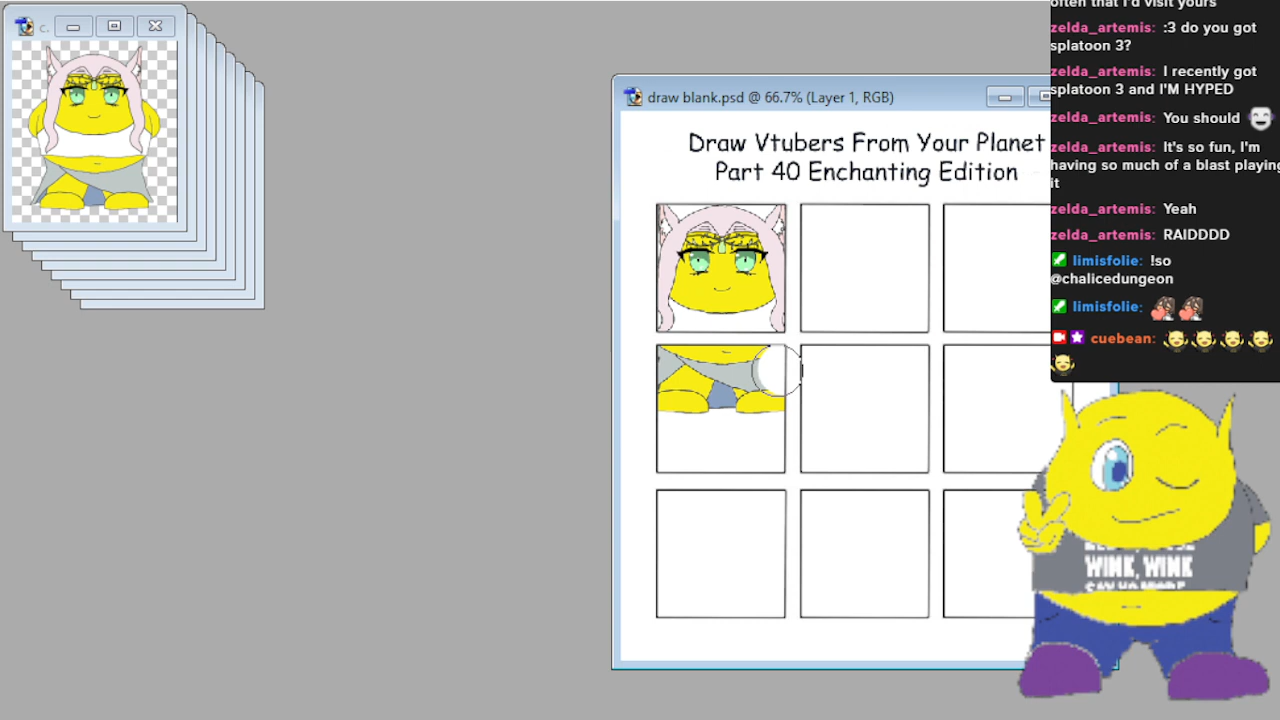 c.
draw blank.psd @ 66.7% (Layer 1, RGB)
Draw Vtubers From Your Planet
Part 40 Enchanting Edition
often that I'd visit yours
zelda_artemis: :3 do you got
splatoon 3?
zelda_artemis: I recently got
splatoon 3 and I'M HYPED
zelda_artemis: You should
zelda_artemis: It's so fun, I'm
having so much of a blast playing
it
zelda_artemis: Yeah
zelda_artemis: RAIDDDD
limisfolie: !so
@chalicedungeon
limisfolie:
cuebean:
WINK, WINK